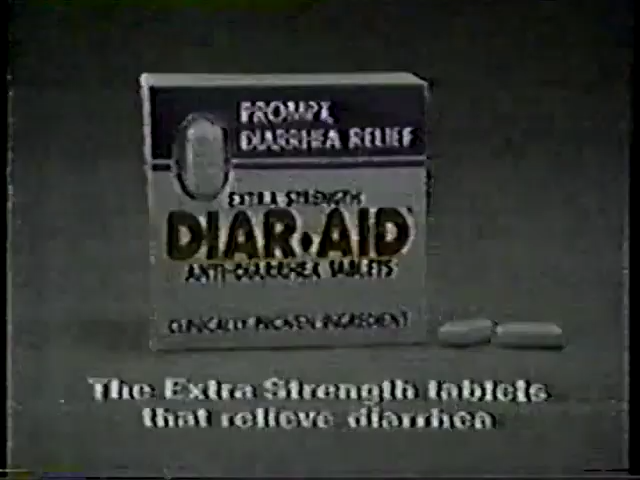 PROMPT,
DIARRHEA RELIEF
EXTRA STRENGTH
DIAR•AID
ANTI-DIARRHEA TABLETS
CLINICALLY PROVEN INGREDIENT
The Extra Strength tablets
that relieve diarrhea